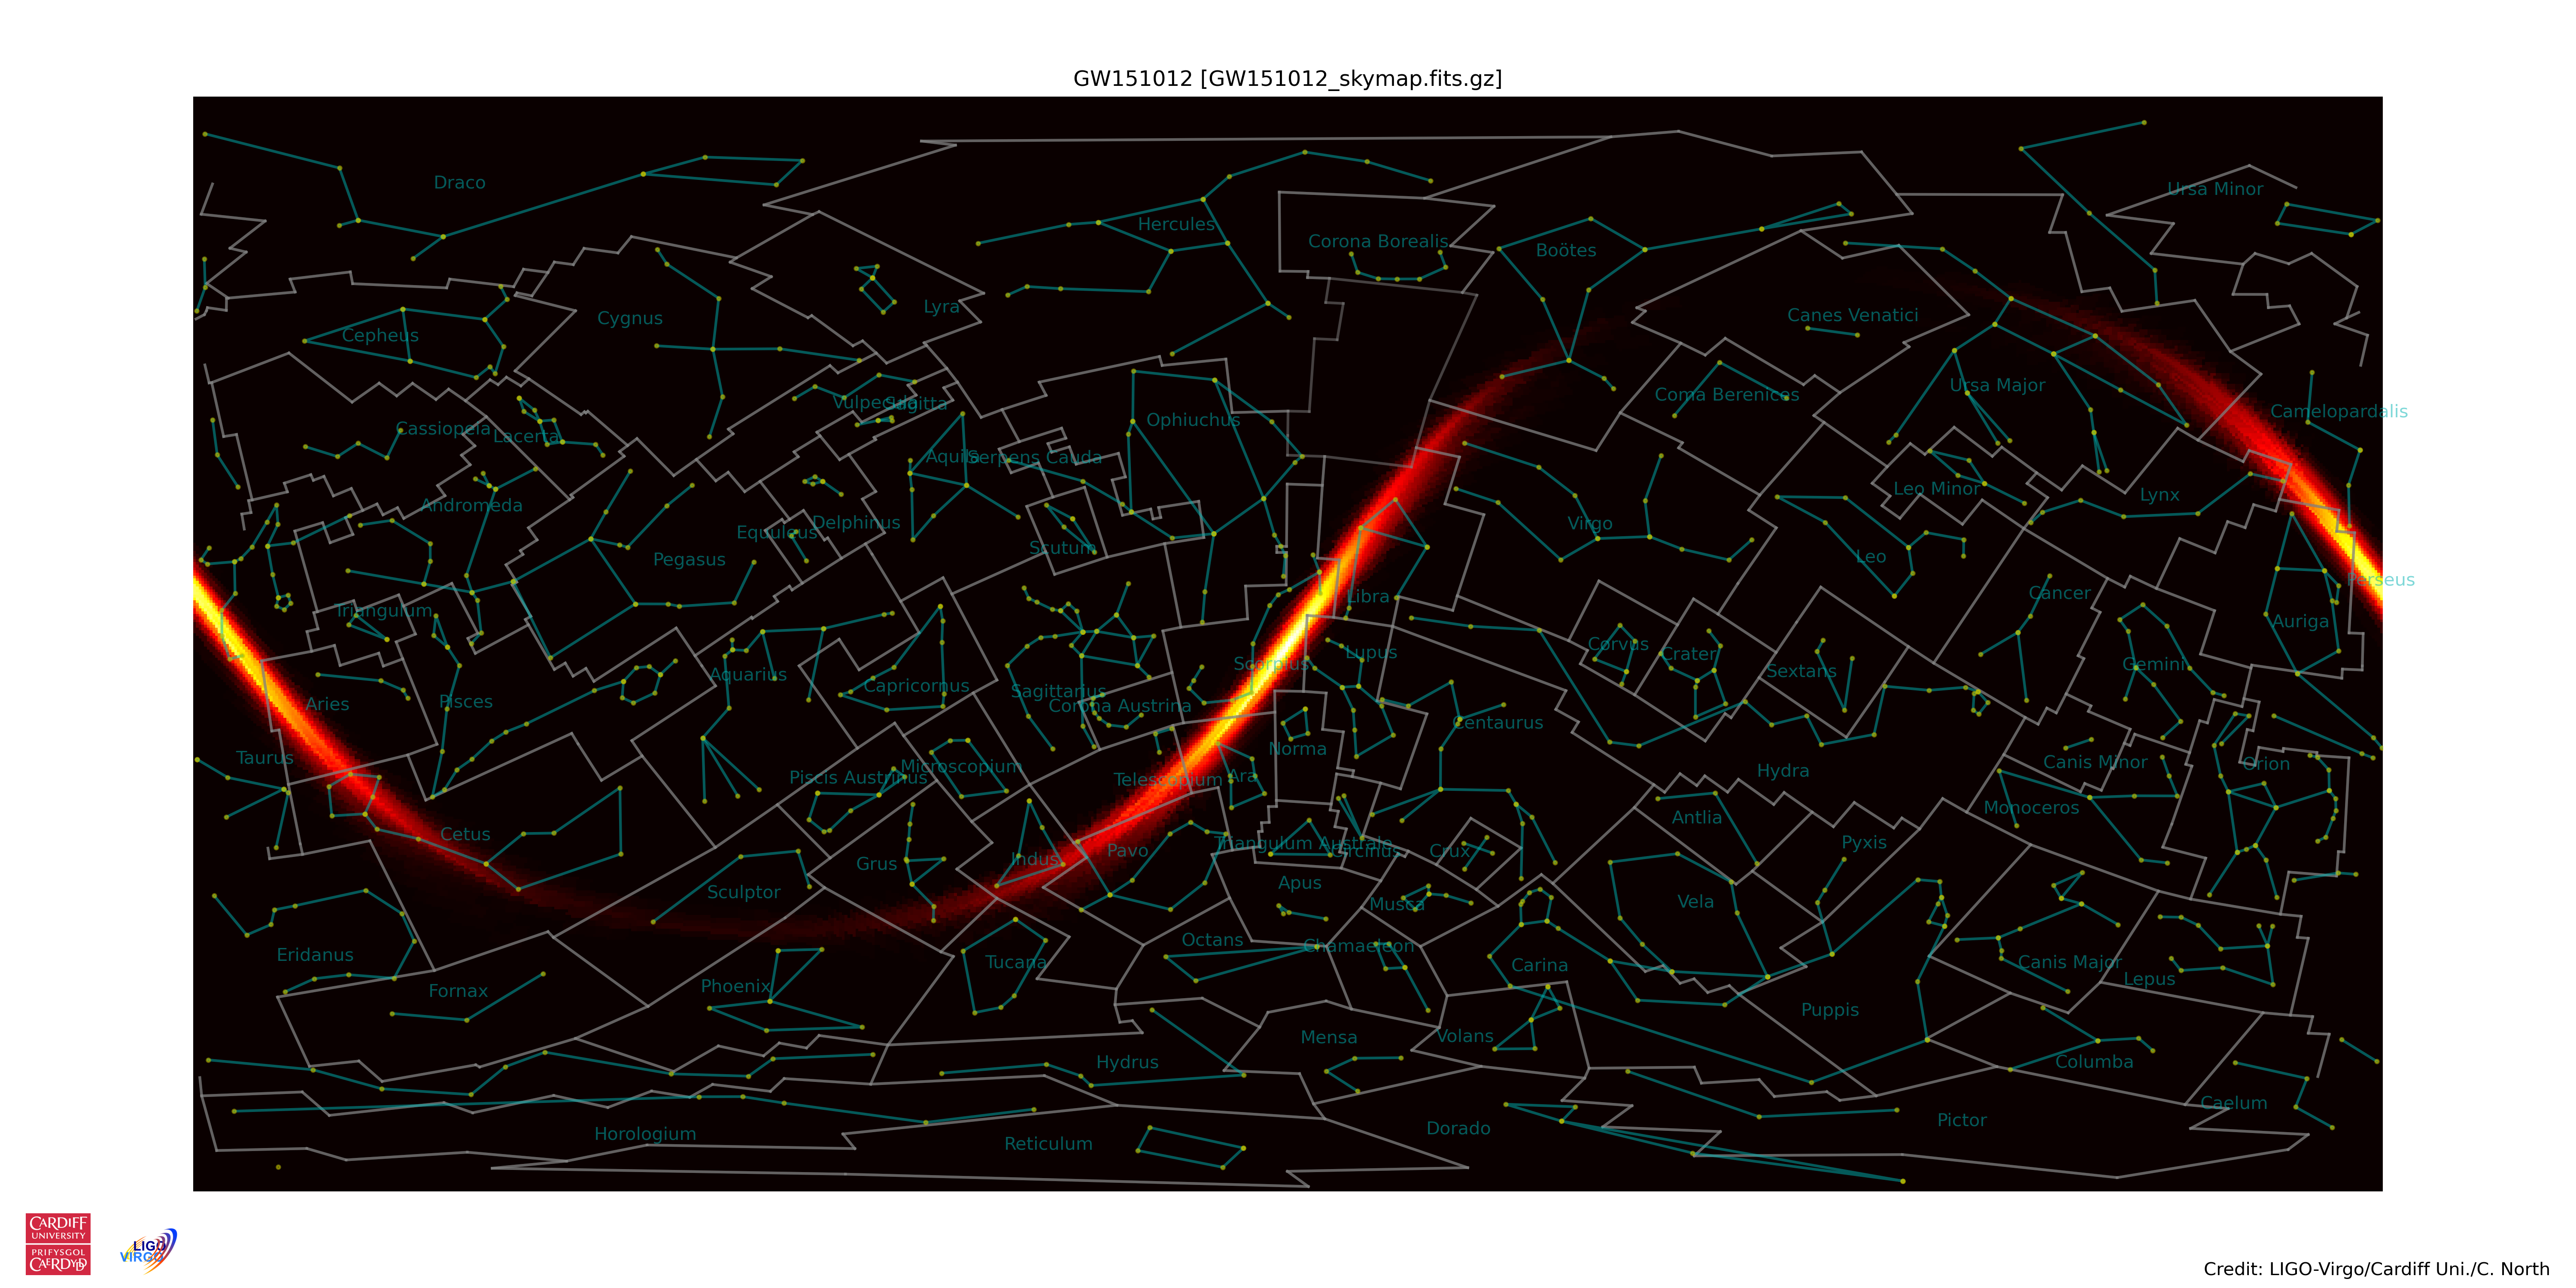 GW151012 [GW151012_skymap.fits.gz]
Draco
Ursa Minor
Hercules
Corona Borealis
Boötes
Lyra
Cygnus
Canes Venatici
Cepheus
Ursa Major
Coma Berenices
Vulpecula
Sagitta
Camelopardalis
Ophiuchus
Cassiopeia
Lacerta
Aquila
Serpens Cauda
Leo Minor
Lynx
Andromeda
Delphinus
Virgo
Equuleus
Scutum
Leo
Pegasus
Perseus
Cancer
Libra
Triangulum
Auriga
Corvus
Lupus
Crater
Scorpius
Gemini
Sextans
Aquarius
Capricornus
Sagittarius
Pisces
Aries
Corona Austrina
Centaurus
Norma
Taurus
Canis Minor
Orion
Microscopium
Hydra
Piscis Austrinus
Telescopium
Ara
Monoceros
Antlia
Cetus
Pyxis
Triangulum Australe
Circinus
Crux
Pavo
Indus
Grus
Apus
Sculptor
Vela
Musca
Octans
Chamaeleon
Eridanus
Tucana
Carina
Canis Major
Lepus
Phoenix
Fornax
Puppis
Mensa
Volans
Hydrus
Columba
Caelum
Pictor
Dorado
Horologium
Reticulum
CARDIFF
UNIVERSITY
PRIFYSGOL
CAERDYDD
LIGO
VIRGO
Credit: LIGO-Virgo/Cardiff Uni./C. North